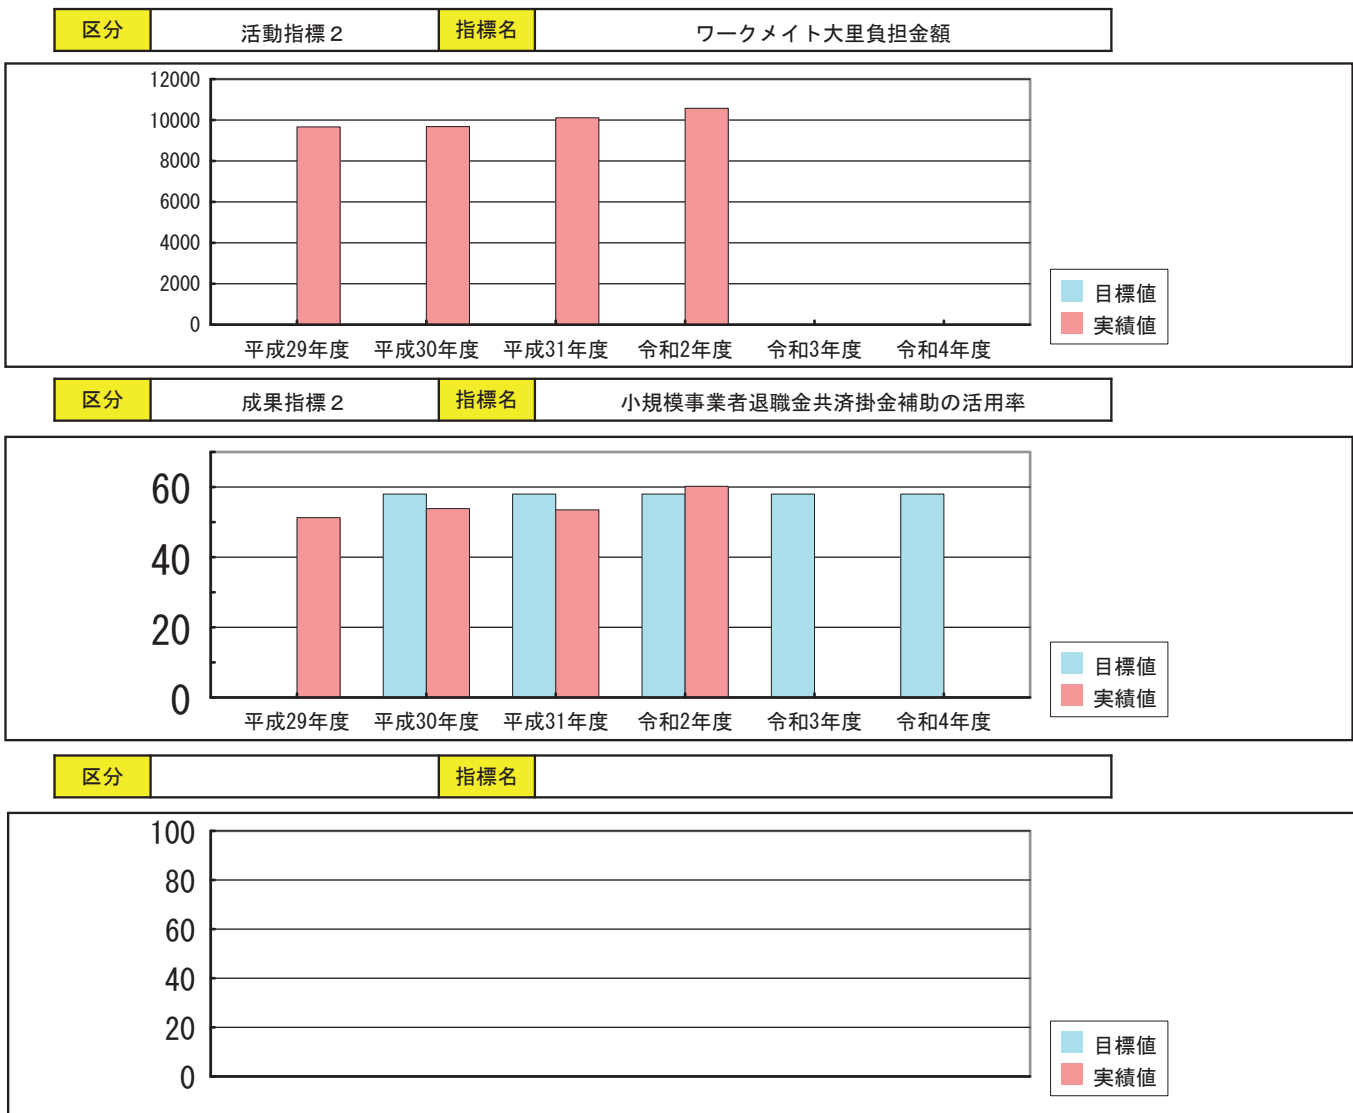 区分 活動指標２ 指標名 ワークメイト大里負担金額
12000
10000
8000
6000
4000
2000
0
平成29年度 平成30年度 平成31年度 令和2年度 令和3年度 令和4年度
目標値
実績値
区分 成果指標２ 指標名 小規模事業者退職金共済掛金補助の活用率
60
40
20
0
平成29年度 平成30年度 平成31年度 令和2年度 令和3年度 令和4年度
目標値
実績値
区分 指標名
100
80
60
40
20
0
目標値
実績値